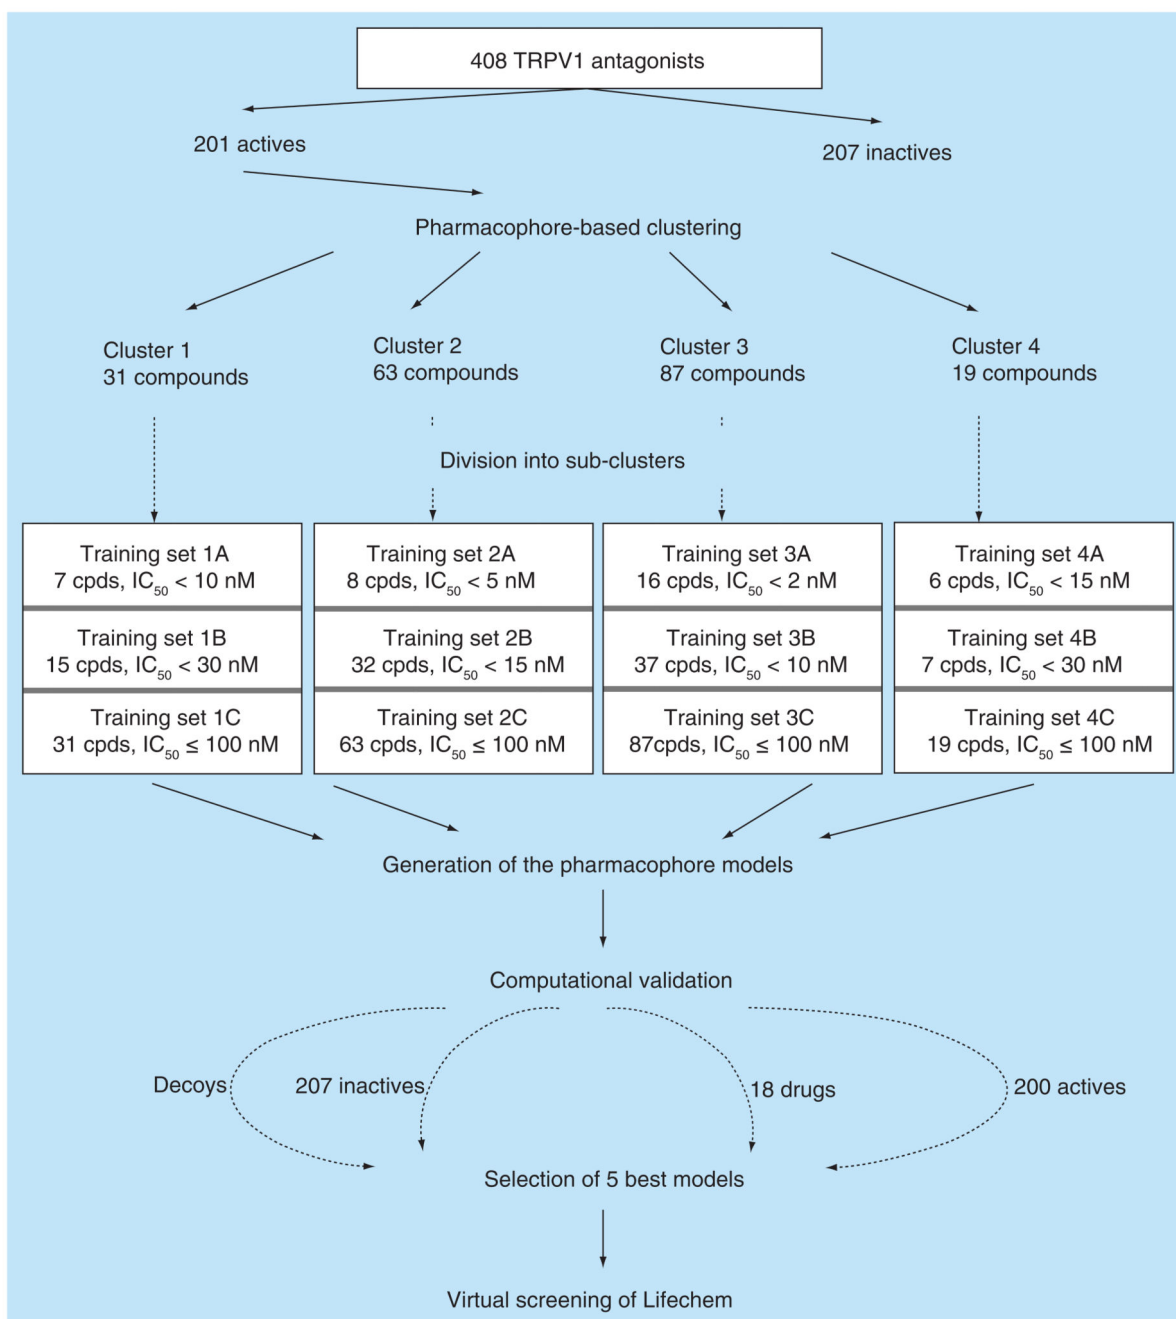 408 TRPV1 antagonists
201 actives
207 inactives
Pharmacophore-based clustering
Cluster 1
31 compounds
Cluster 2
63 compounds
Cluster 3
87 compounds
Cluster 4
19 compounds
Division into sub-clusters
Training set 1A
7 cpds, IC50 < 10 nM
Training set 1B
15 cpds, IC50 < 30 nM
Training set 1C
31 cpds, IC50 ≤ 100 nM
Training set 2A
8 cpds, IC50 < 5 nM
Training set 2B
32 cpds, IC50 < 15 nM
Training set 2C
63 cpds, IC50 ≤ 100 nM
Training set 3A
16 cpds, IC50 < 2 nM
Training set 3B
37 cpds, IC50 < 10 nM
Training set 3C
87cpds, IC50 ≤ 100 nM
Training set 4A
6 cpds, IC50 < 15 nM
Training set 4B
7 cpds, IC50 < 30 nM
Training set 4C
19 cpds, IC50 ≤ 100 nM
Generation of the pharmacophore models
Computational validation
Decoys
207 inactives
18 drugs
200 actives
Selection of 5 best models
Virtual screening of Lifechem